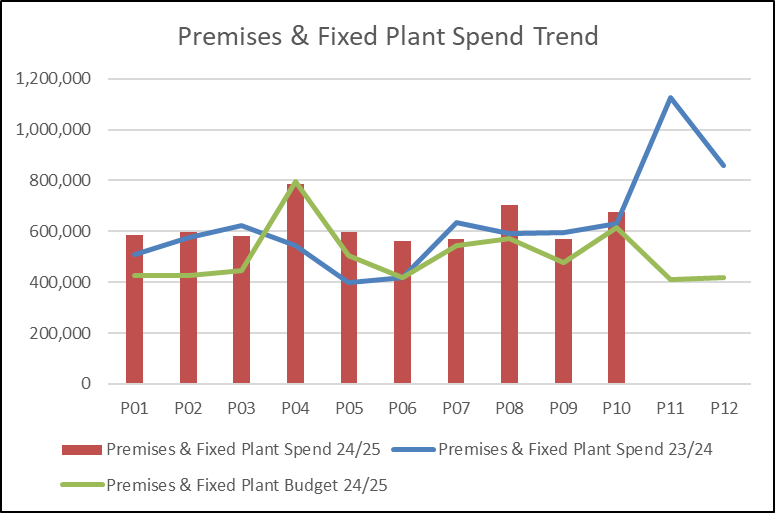 Premises & Fixed Plant Spend Trend
1,200,000
1,000,000
800,000
600,000
400,000
200,000
0
P01 P02 P03 P04 P05 P06 P07 P08 P09 P10 P11 P12
Premises & Fixed Plant Spend 24/25 Premises & Fixed Plant Spend 23/24
Premises & Fixed Plant Budget 24/25